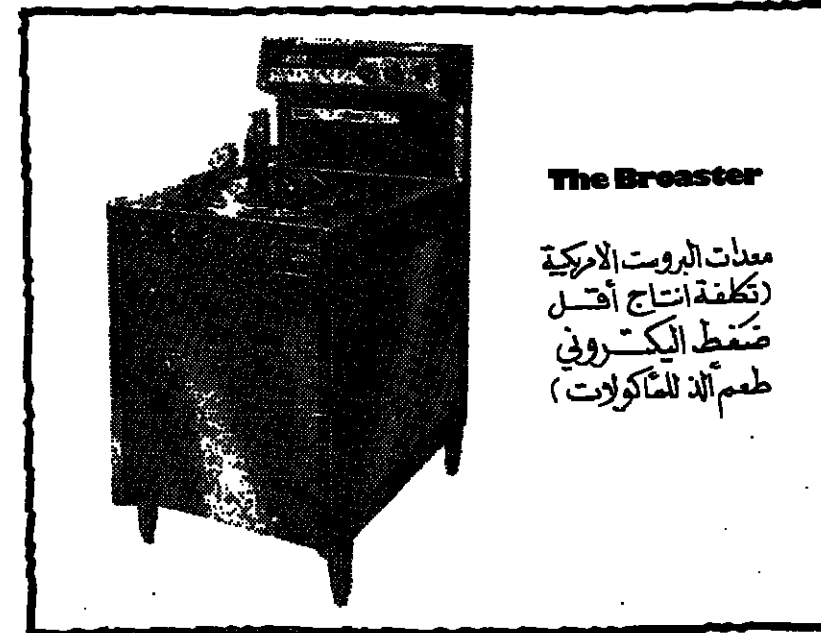 The Broaster
معدات البروست الامريكية
(تكلفة انتاج أقل
ضغط اليكتروني
طعم ألذ للمأكولات)